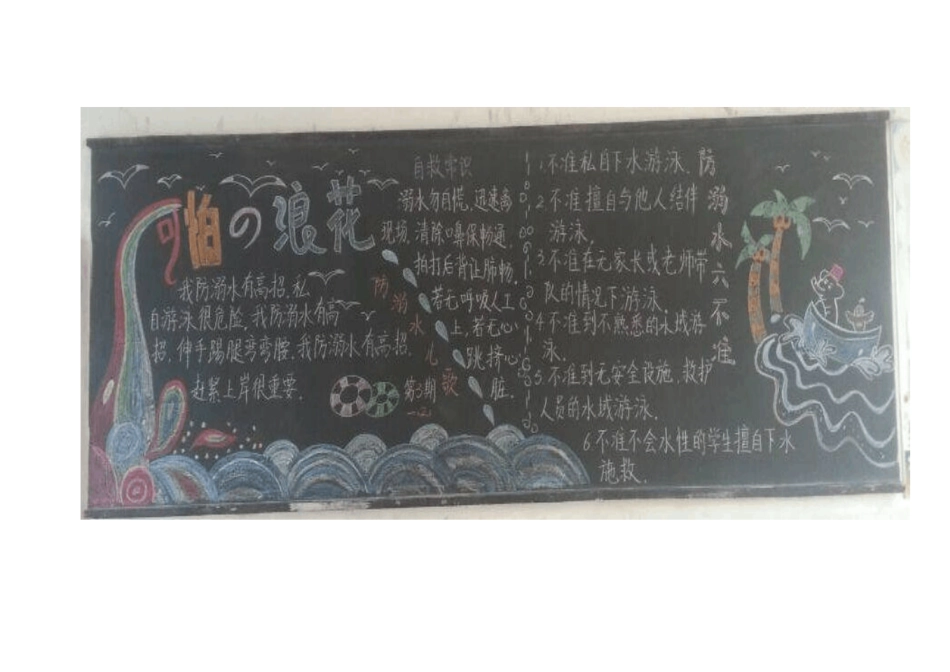 可怕の浪花
我防溺水有高招,私
自游泳很危险,我防溺水有高
招,伸手踢腿弯弯腰,我防溺水有高招,
赶紧上岸很重要.
防溺水儿歌
第3期
一(2)
自救常识
溺水勿自慌,迅速离
现场,清除口鼻保畅通,
拍打后背让肺畅,
若无呼吸人工
上,若无心
跳挤心
脏.
防溺水六不准
1.不准私自下水游泳.
2.不准擅自与他人结伴
游泳.
3.不准在无家长或老师带
队的情况下游泳.
4.不准到不熟悉的水域游
泳.
5.不准到无安全设施、救护
人员的水域游泳.
6.不准不会水性的学生擅自下水
施救.